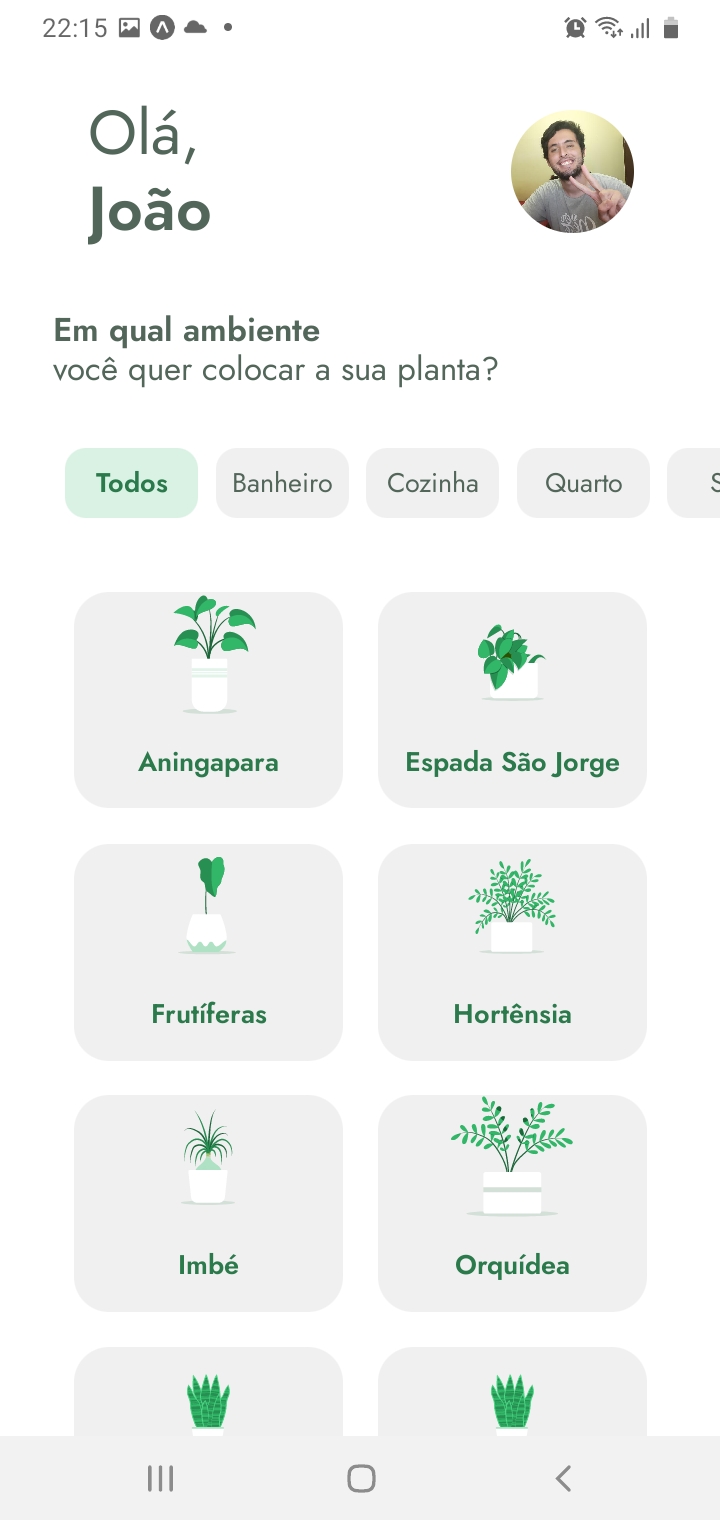 22:15
Olá,
João
Em qual ambiente
você quer colocar a sua planta?
Todos Banheiro Cozinha Quarto S
Aningapara Espada São Jorge
Frutíferas Hortênsia
Imbé Orquídea